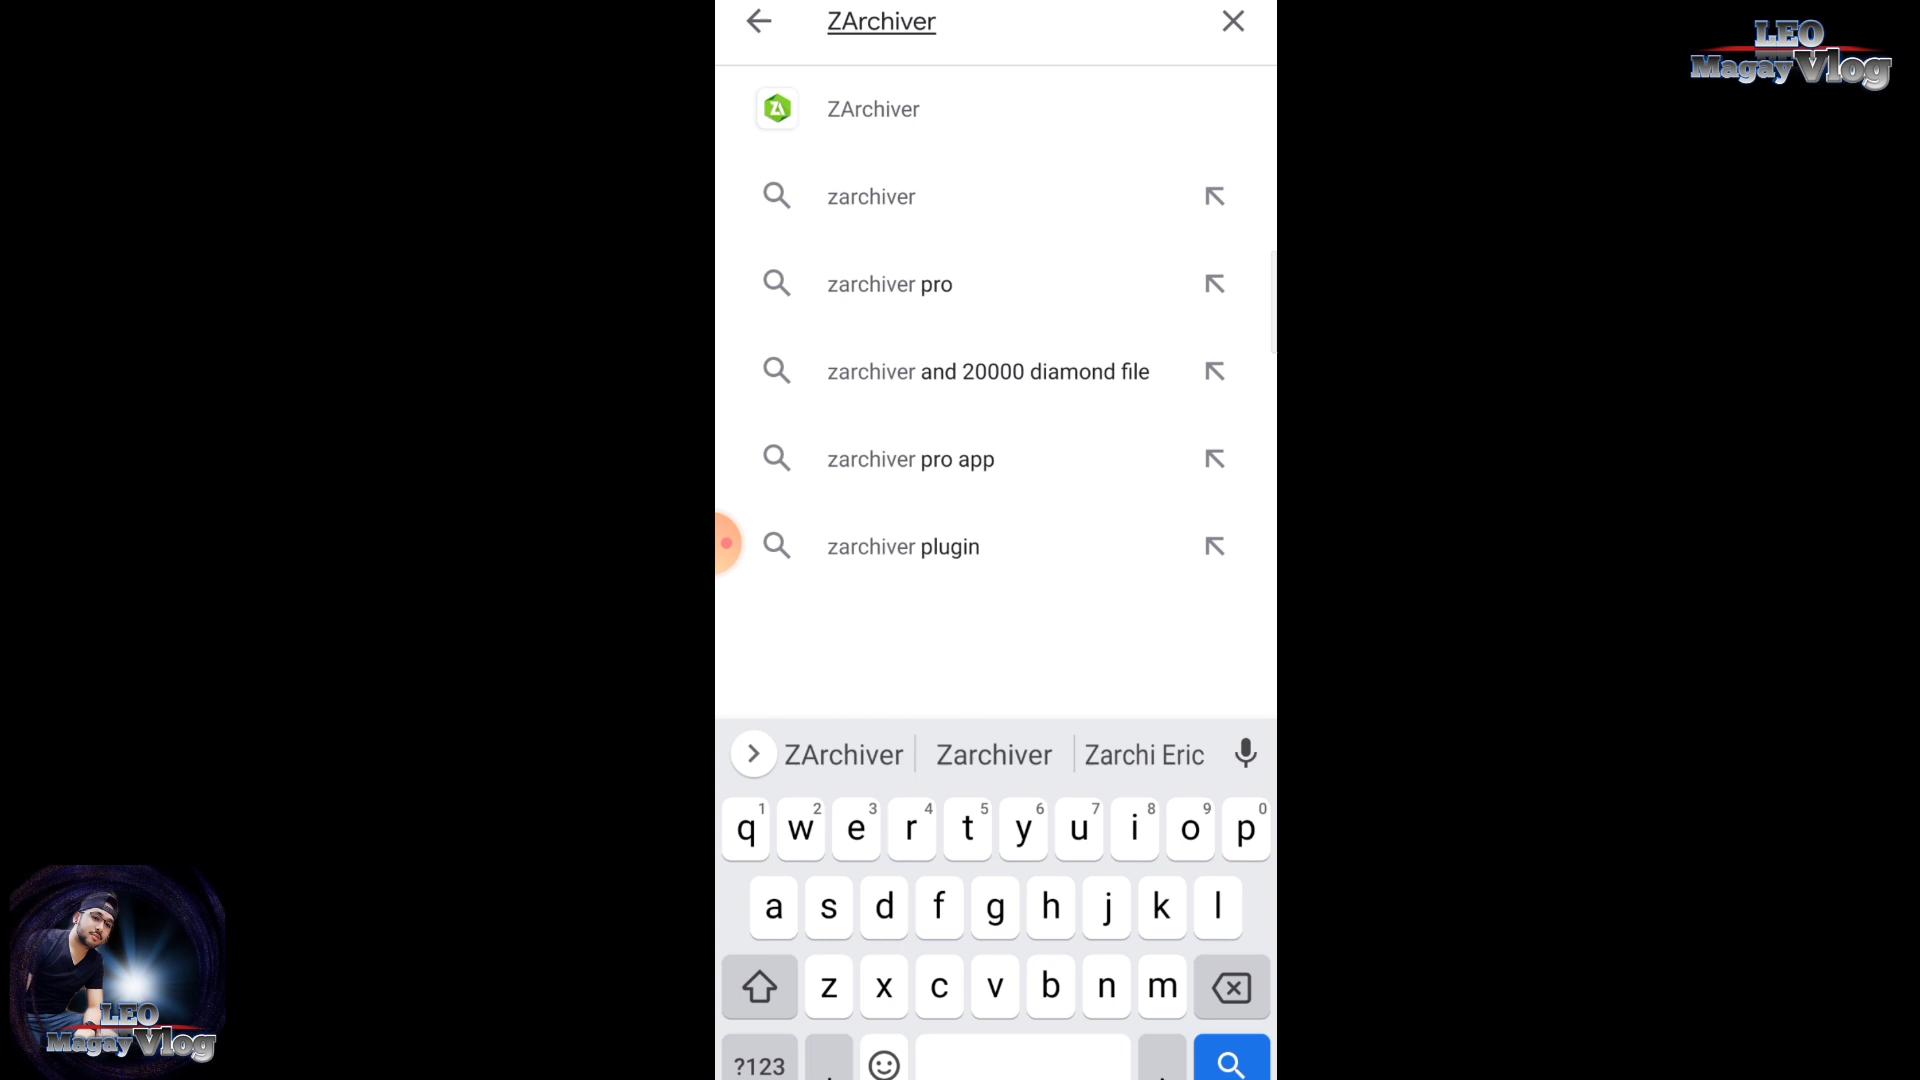 ZArchiver
LEO
Magay Vlog
ZArchiver
zarchiver
zarchiver pro
zarchiver and 20000 diamond file
zarchiver pro app
zarchiver plugin
ZArchiver Zarchiver Zarchi Eric
1 2 3 4 5 6 7 8 9 0
q w e r t y u i o p
a s d f g h j k l
z x c v b n m
?123 , .
LEO
Magay Vlog